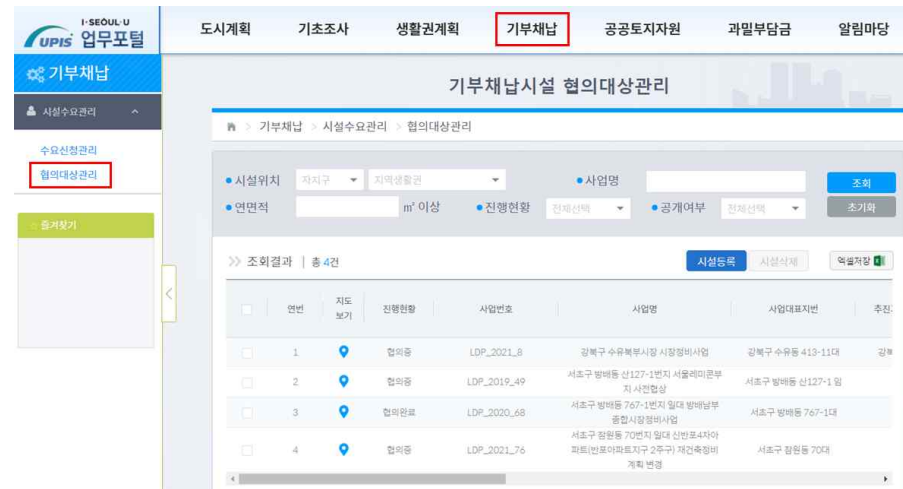 I·SEOUL·U
UPIS 업무포털
도시계획 기초조사 생활권계획 기부채납 공공토지자원 과밀부담금 알림마당
기부채납
시설수요관리
수요신청관리
협의대상관리
즐겨찾기
기부채납시설 협의대상관리
> 기부채납 > 시설수요관리 > 협의대상관리
시설위치 자치구 지역생활권 사업명 조회
연면적 ㎡ 이상 진행현황 전체선택 공개여부 전체선택 초기화
조회결과 | 총 4건 시설등록 시설삭제 엑셀저장
연번 지도 보기 진행현황 사업번호 사업명 사업대표지번 추진
1 협의중 LDP_2021_8 강북구 수유북부시장 시장정비사업 강북구 수유동 413-11대 강북
2 협의중 LDP_2019_49 서초구 방배동 산127-1번지 서울레미콘부
지 사전협상 서초구 방배동 산127-1 임
3 협의완료 LDP_2020_68 서초구 방배동 767-1번지 일대 방배남부
종합시장정비사업 서초구 방배동 767-1대
4 협의중 LDP_2021_76 서초구 잠원동 70번지 일대 신반포4차아
파트(반포아파트지구 2주구) 재건축정비
계획 변경 서초구 잠원동 70대